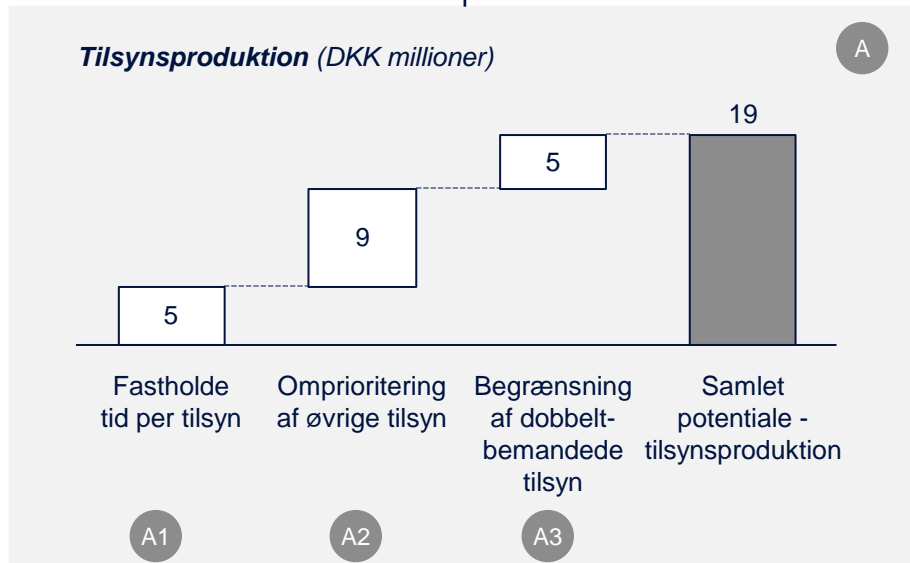 Tilsynsproduktion (DKK millioner)
A
19
5
9
5
Fastholde
tid per tilsyn
Omprioritering
af øvrige tilsyn
Begrænsning
af dobbelt-
bemandede
tilsyn
Samlet
potentiale -
tilsynsproduktion
A1
A2
A3